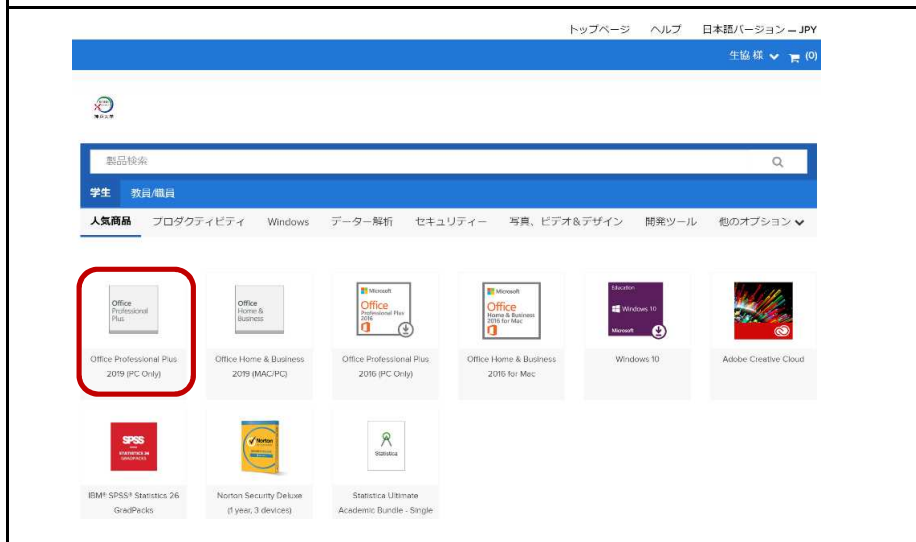 トップページ ヘルプ 日本語バージョン — JPY
生協 様 (0)
神戸大学
製品検索
学生 教員/職員
人気商品 プロダクティビティ Windows データー解析 セキュリティー 写真、ビデオ&デザイン 開発ツール 他のオプション
Office
Professional
Plus
Office
Home &
Business
Microsoft
Office
Professional Plus
2016
Microsoft
Office
Home & Business
2016 for Mac
Education
Windows 10
Microsoft
Office Professional Plus
2019 (PC Only)
Office Home & Business
2019 (MAC/PC)
Office Professional Plus
2016 (PC Only)
Office Home & Business
2016 for Mac
Windows 10
Adobe Creative Cloud
SPSS
STATISTICS 26
GRADPACKS
Norton
Statistica
IBM® SPSS® Statistics 26
GradPacks
Norton Security Deluxe
(1 year, 3 devices)
Statistica Ultimate
Academic Bundle - Single